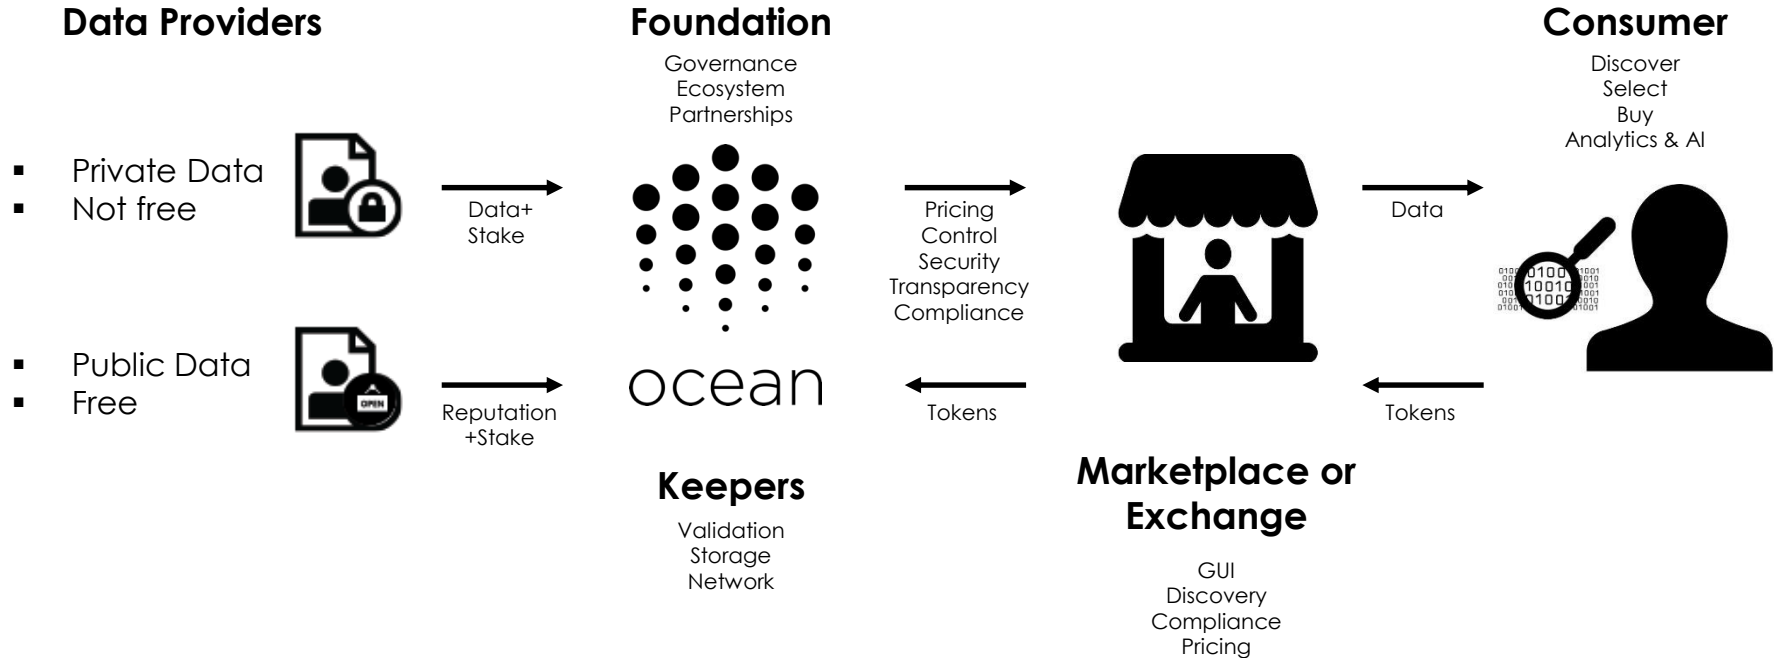 Data Providers
Private Data
Not free
Public Data
Free
OPEN
Data+
Stake
Reputation
+Stake
Foundation
Governance
Ecosystem
Partnerships
ocean
Keepers
Validation
Storage
Network
Pricing
Control
Security
Transparency
Compliance
Tokens
Marketplace or
Exchange
GUI
Discovery
Compliance
Pricing
Data
Tokens
Consumer
Discover
Select
Buy
Analytics & AI